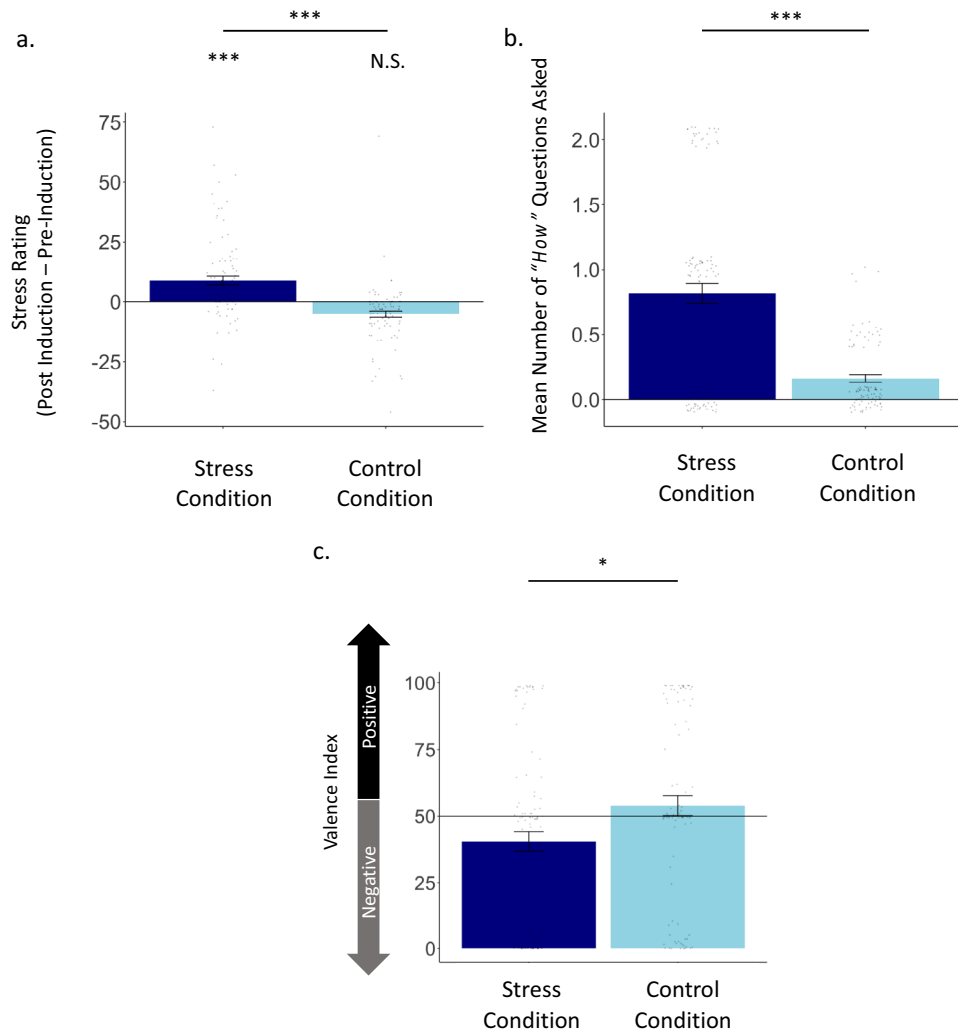 a.
***
***
N.S.
Stress Rating
(Post Induction – Pre-Induction)
75
50
25
0
-25
-50
Stress
Condition
Control
Condition
b.
***
Mean Number of “How” Questions Asked
2.0
1.5
1.0
0.5
0.0
Stress
Condition
Control
Condition
c.
*
Valence Index
Positive
Negative
100
75
50
25
0
Stress
Condition
Control
Condition